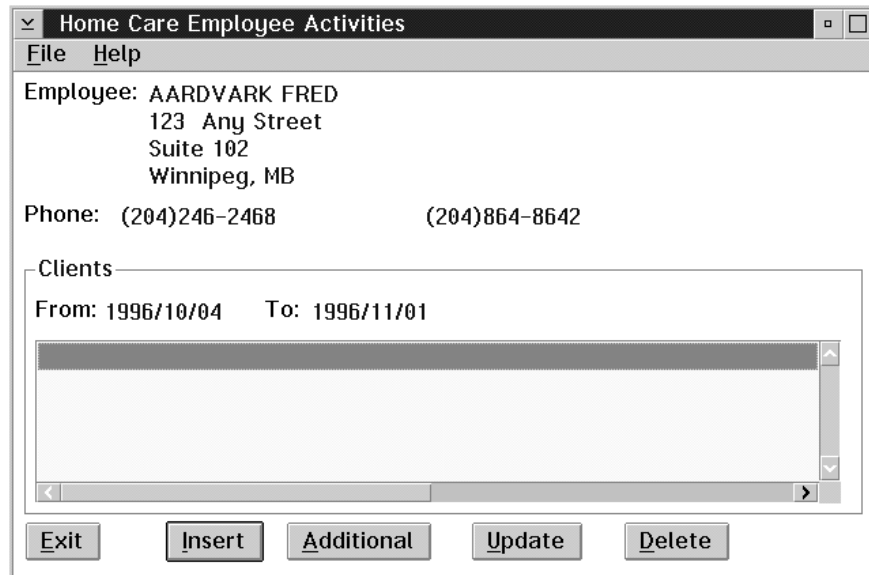 Home Care Employee Activities
File Help
Employee: AARDVARK FRED
123 Any Street
Suite 102
Winnipeg, MB
Phone: (204)246-2468 (204)864-8642
Clients
From: 1996/10/04 To: 1996/11/01
Exit Insert Additional Update Delete